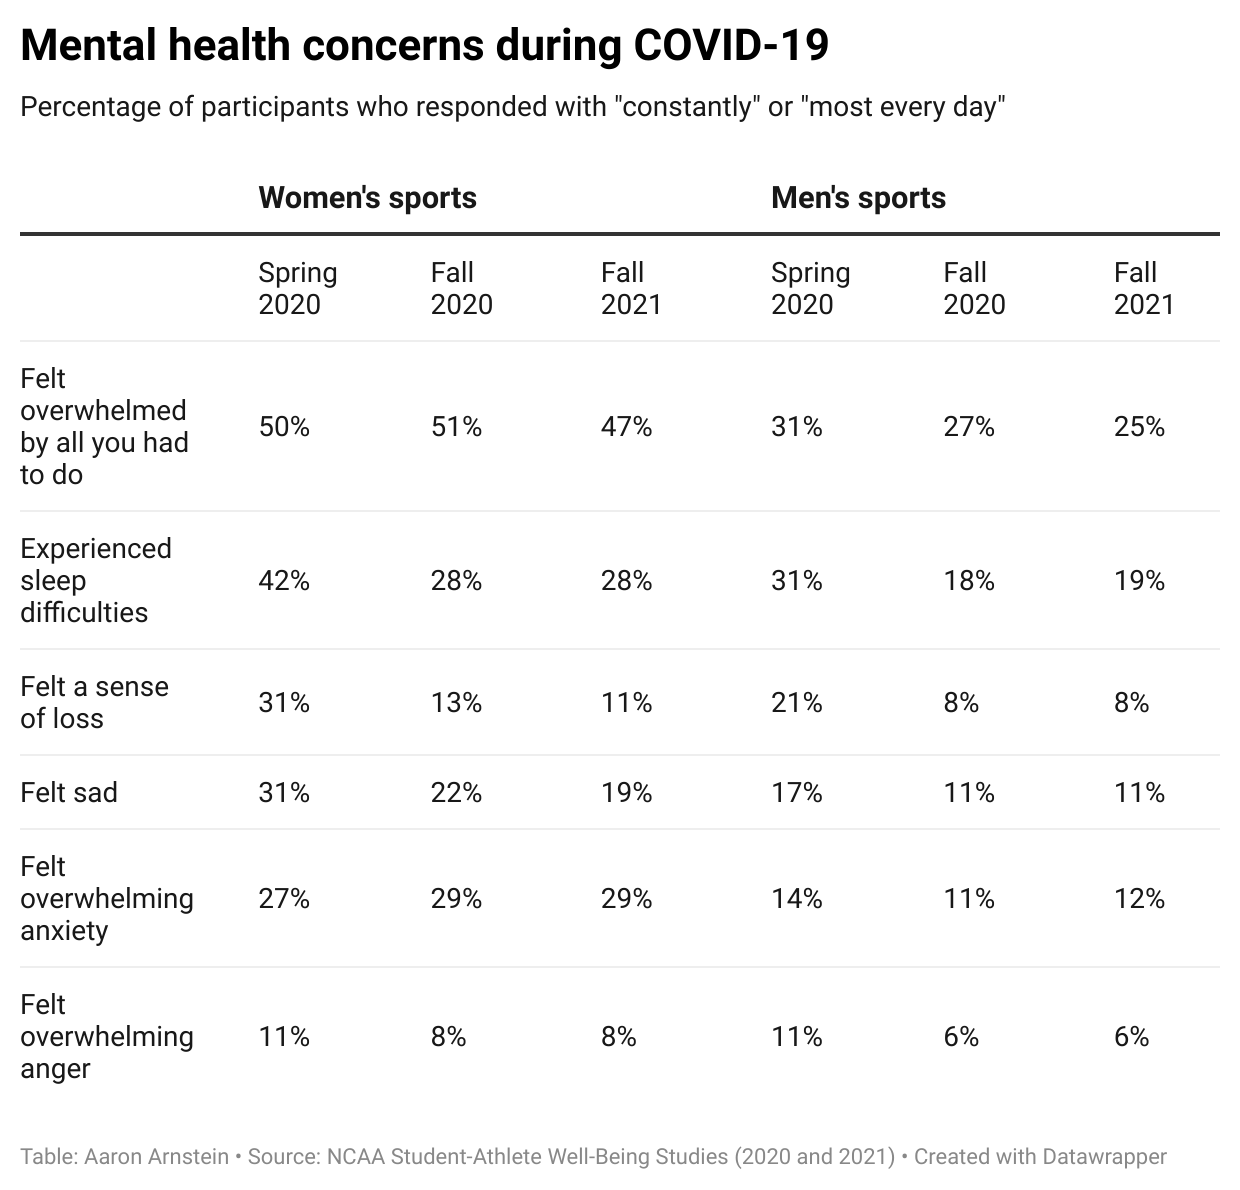 Mental health concerns during COVID-19
Percentage of participants who responded with "constantly" or "most every day"
Women's sports Men's sports
Spring 2020 Fall 2020 Fall 2021 Spring 2020 Fall 2020 Fall 2021
Felt overwhelmed by all you had to do 50% 51% 47% 31% 27% 25%
Experienced sleep difficulties 42% 28% 28% 31% 18% 19%
Felt a sense of loss 31% 13% 11% 21% 8% 8%
Felt sad 31% 22% 19% 17% 11% 11%
Felt overwhelming anxiety 27% 29% 29% 14% 11% 12%
Felt overwhelming anger 11% 8% 8% 11% 6% 6%
Table: Aaron Arnstein • Source: NCAA Student-Athlete Well-Being Studies (2020 and 2021) • Created with Datawrapper